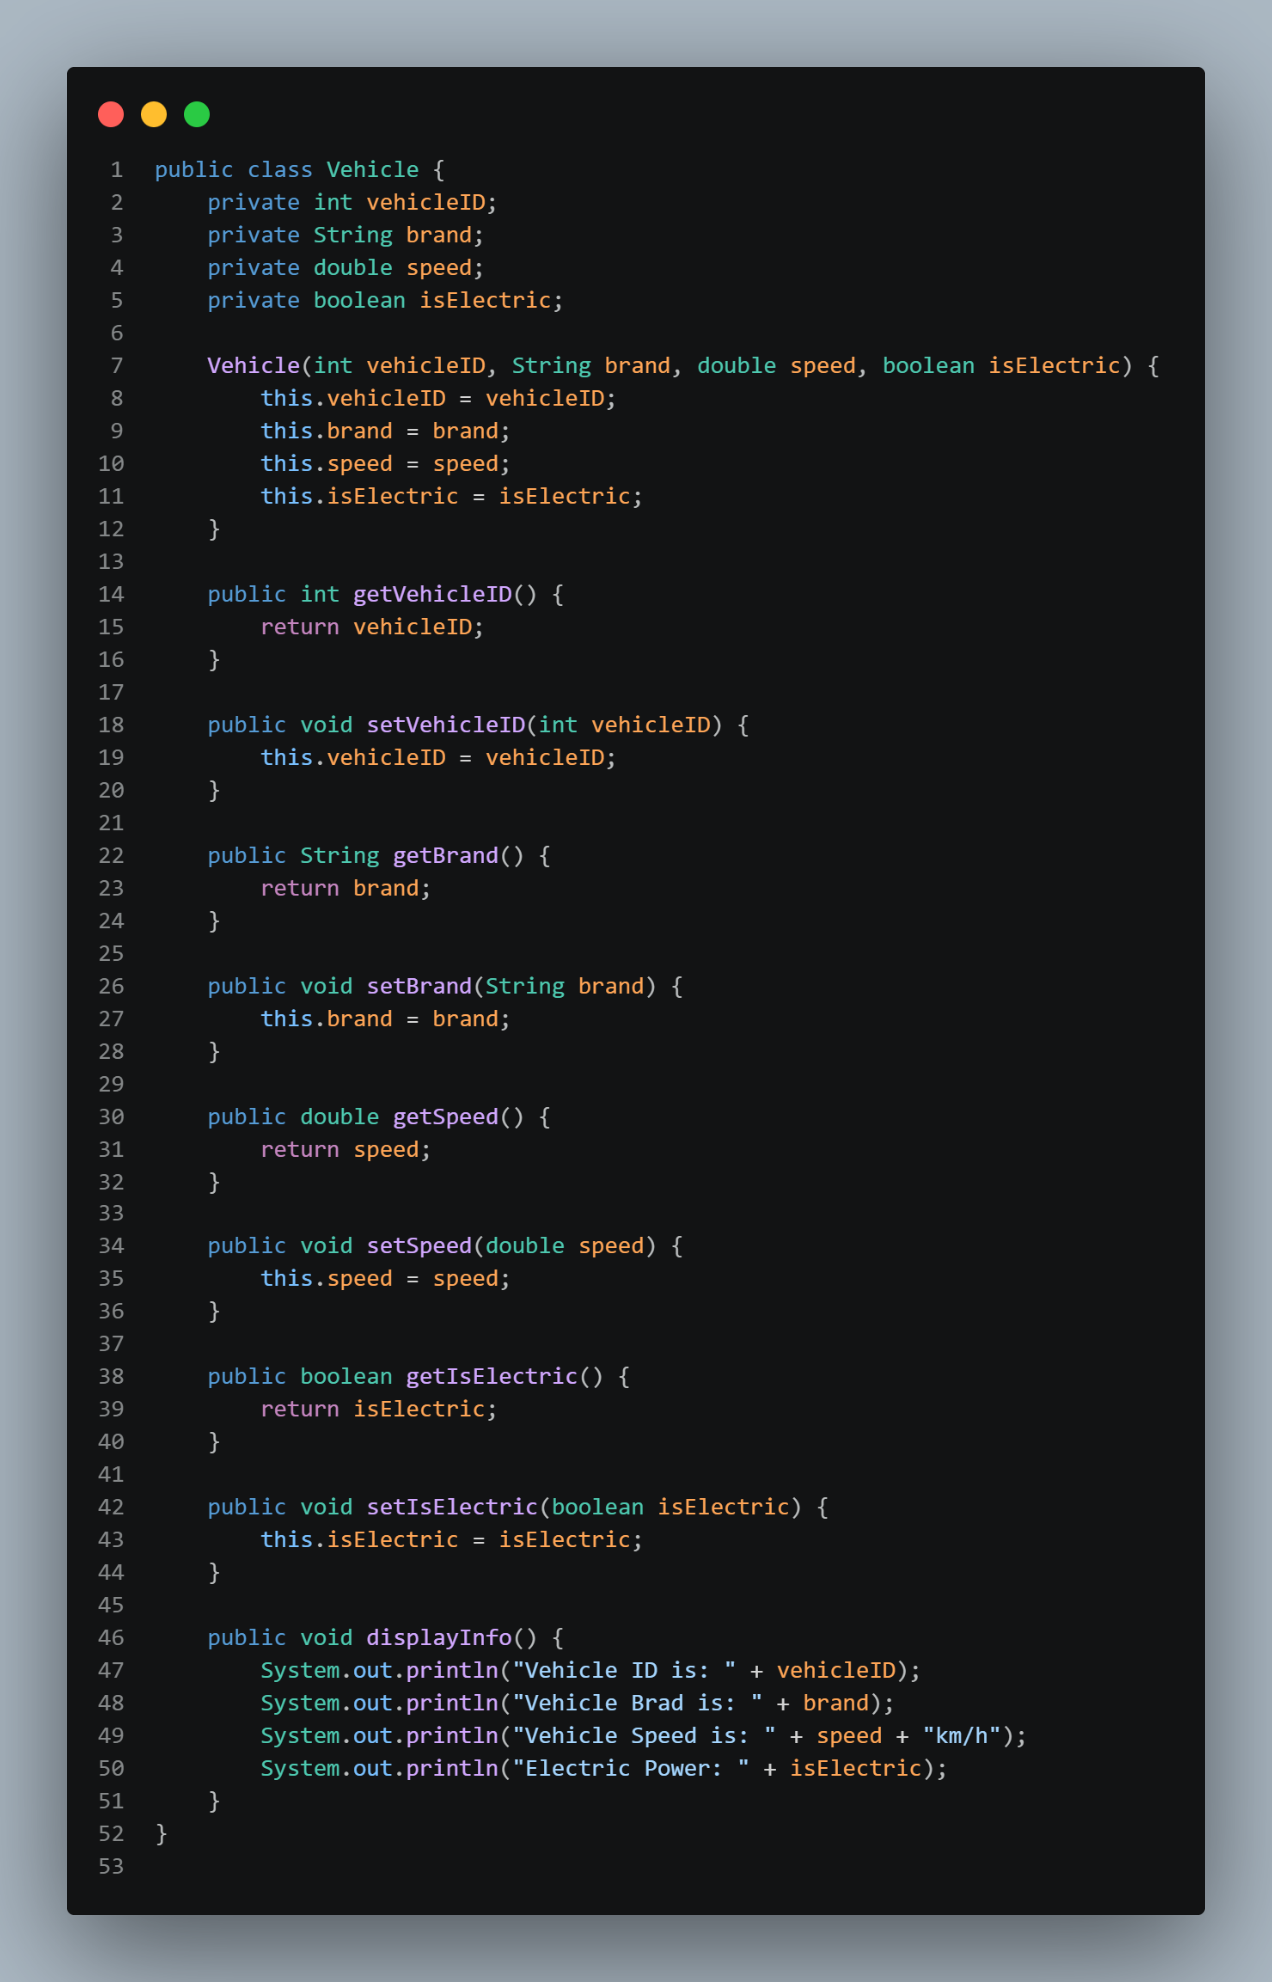 1 public class Vehicle {
2     private int vehicleID;
3     private String brand;
4     private double speed;
5     private boolean isElectric;
6
7     Vehicle(int vehicleID, String brand, double speed, boolean isElectric) {
8         this.vehicleID = vehicleID;
9         this.brand = brand;
10         this.speed = speed;
11         this.isElectric = isElectric;
12     }
13
14     public int getVehicleID() {
15         return vehicleID;
16     }
17
18     public void setVehicleID(int vehicleID) {
19         this.vehicleID = vehicleID;
20     }
21
22     public String getBrand() {
23         return brand;
24     }
25
26     public void setBrand(String brand) {
27         this.brand = brand;
28     }
29
30     public double getSpeed() {
31         return speed;
32     }
33
34     public void setSpeed(double speed) {
35         this.speed = speed;
36     }
37
38     public boolean getIsElectric() {
39         return isElectric;
40     }
41
42     public void setIsElectric(boolean isElectric) {
43         this.isElectric = isElectric;
44     }
45
46     public void displayInfo() {
47         System.out.println("Vehicle ID is: " + vehicleID);
48         System.out.println("Vehicle Brad is: " + brand);
49         System.out.println("Vehicle Speed is: " + speed + "km/h");
50         System.out.println("Electric Power: " + isElectric);
51     }
52 }
53